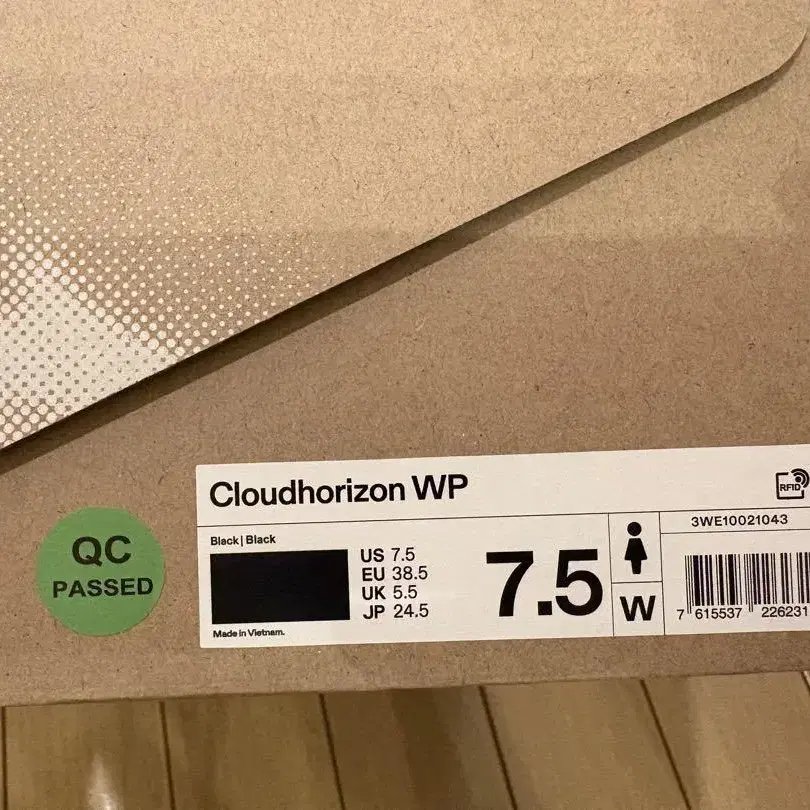 Cloudhorizon WP
RFID
QC
PASSED
Black | Black
US 7.5
EU 38.5
UK 5.5
JP 24.5
Made in Vietnam.
7.5
W
3WE10021043
7 615537 226231